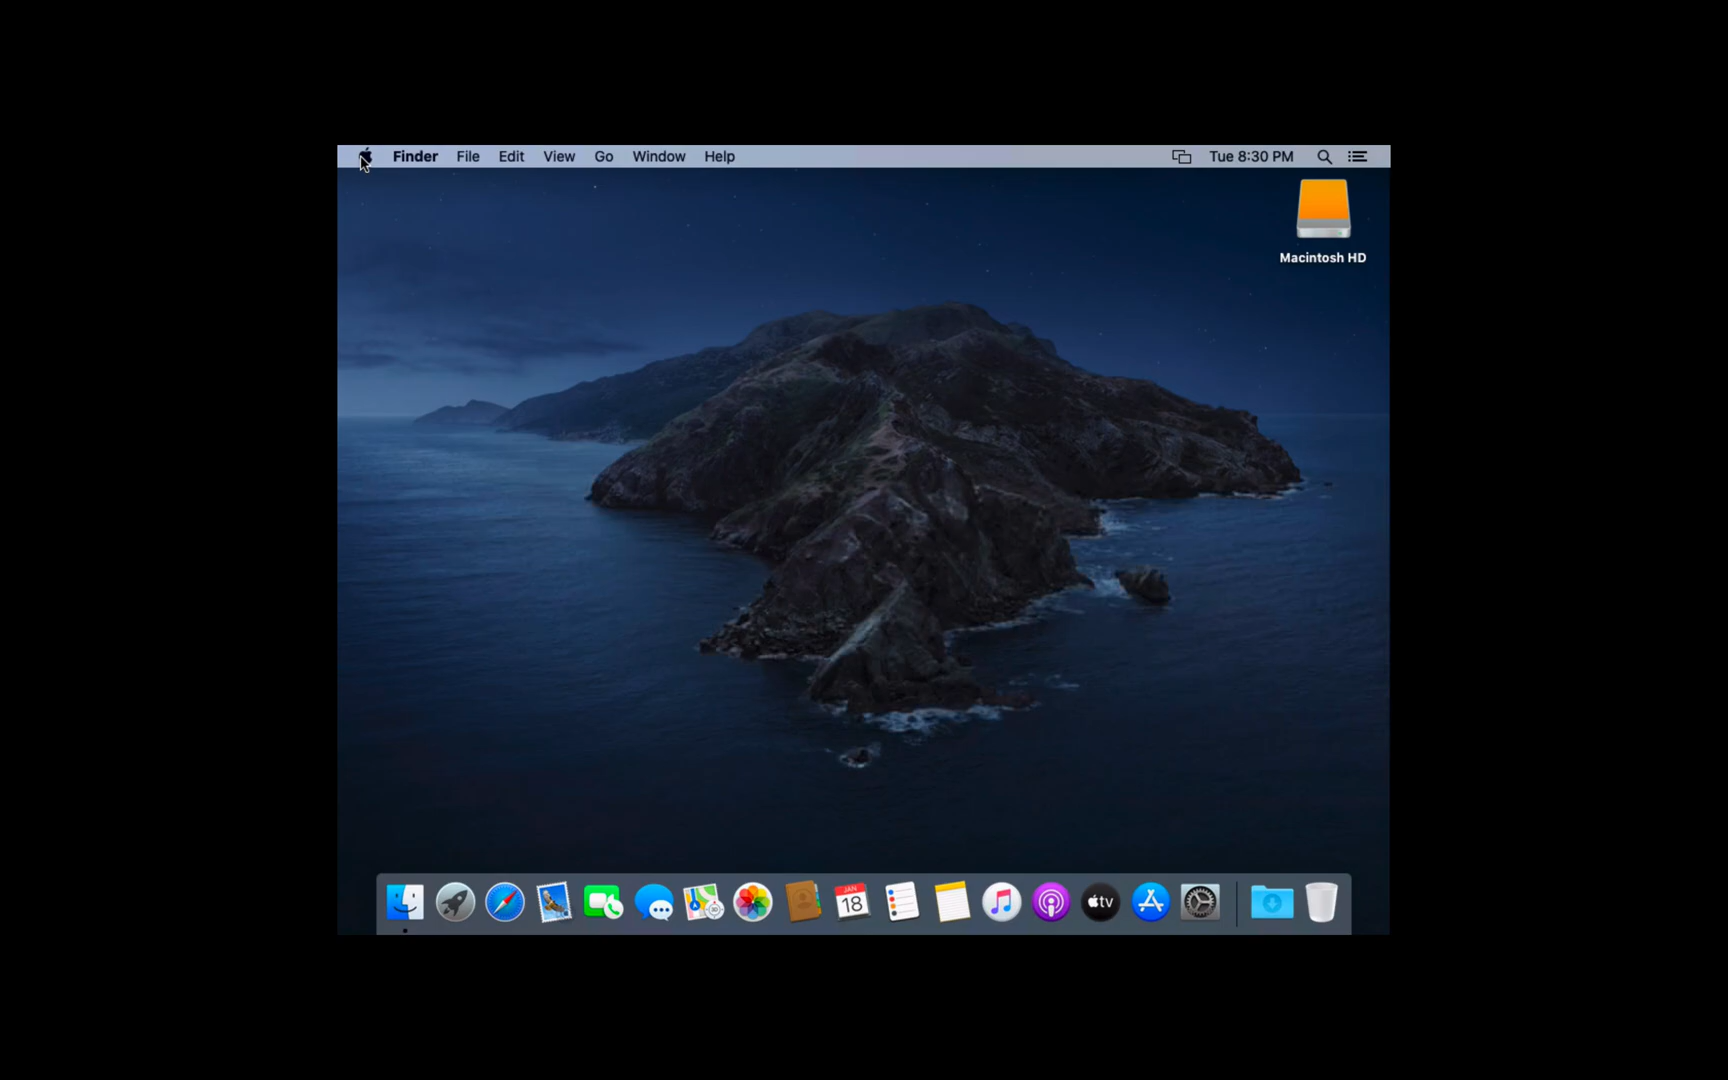 Finder File Edit View Go Window Help Tue 8:30 PM
Macintosh HD
JAN
18
tv